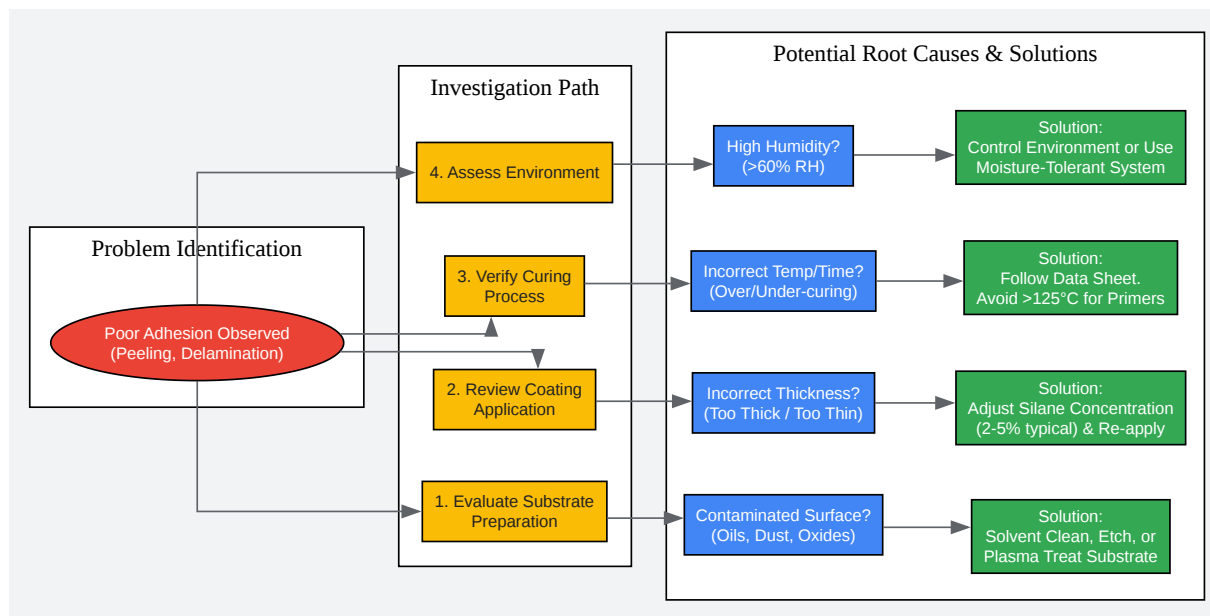 Problem Identification
Poor Adhesion Observed
(Peeling, Delamination)
Investigation Path
4. Assess Environment
3. Verify Curing
Process
2. Review Coating
Application
1. Evaluate Substrate
Preparation
Potential Root Causes & Solutions
High Humidity?
(>60% RH)
Solution:
Control Environment or Use
Moisture-Tolerant System
Incorrect Temp/Time?
(Over/Under-curing)
Solution:
Follow Data Sheet.
Avoid >125°C for Primers
Incorrect Thickness?
(Too Thick / Too Thin)
Solution:
Adjust Silane Concentration
(2-5% typical) & Re-apply
Contaminated Surface?
(Oils, Dust, Oxides)
Solution:
Solvent Clean, Etch, or
Plasma Treat Substrate